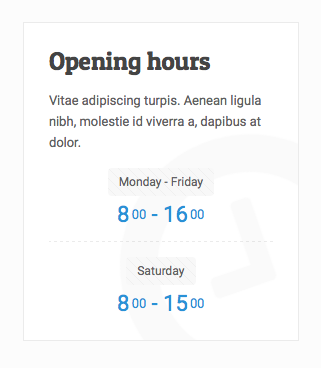 Opening hours
Vitae adipiscing turpis. Aenean ligula
nibh, molestie id viverra a, dapibus at
dolor.
Monday - Friday
8 00 - 16 00
Saturday
8 00 - 15 00